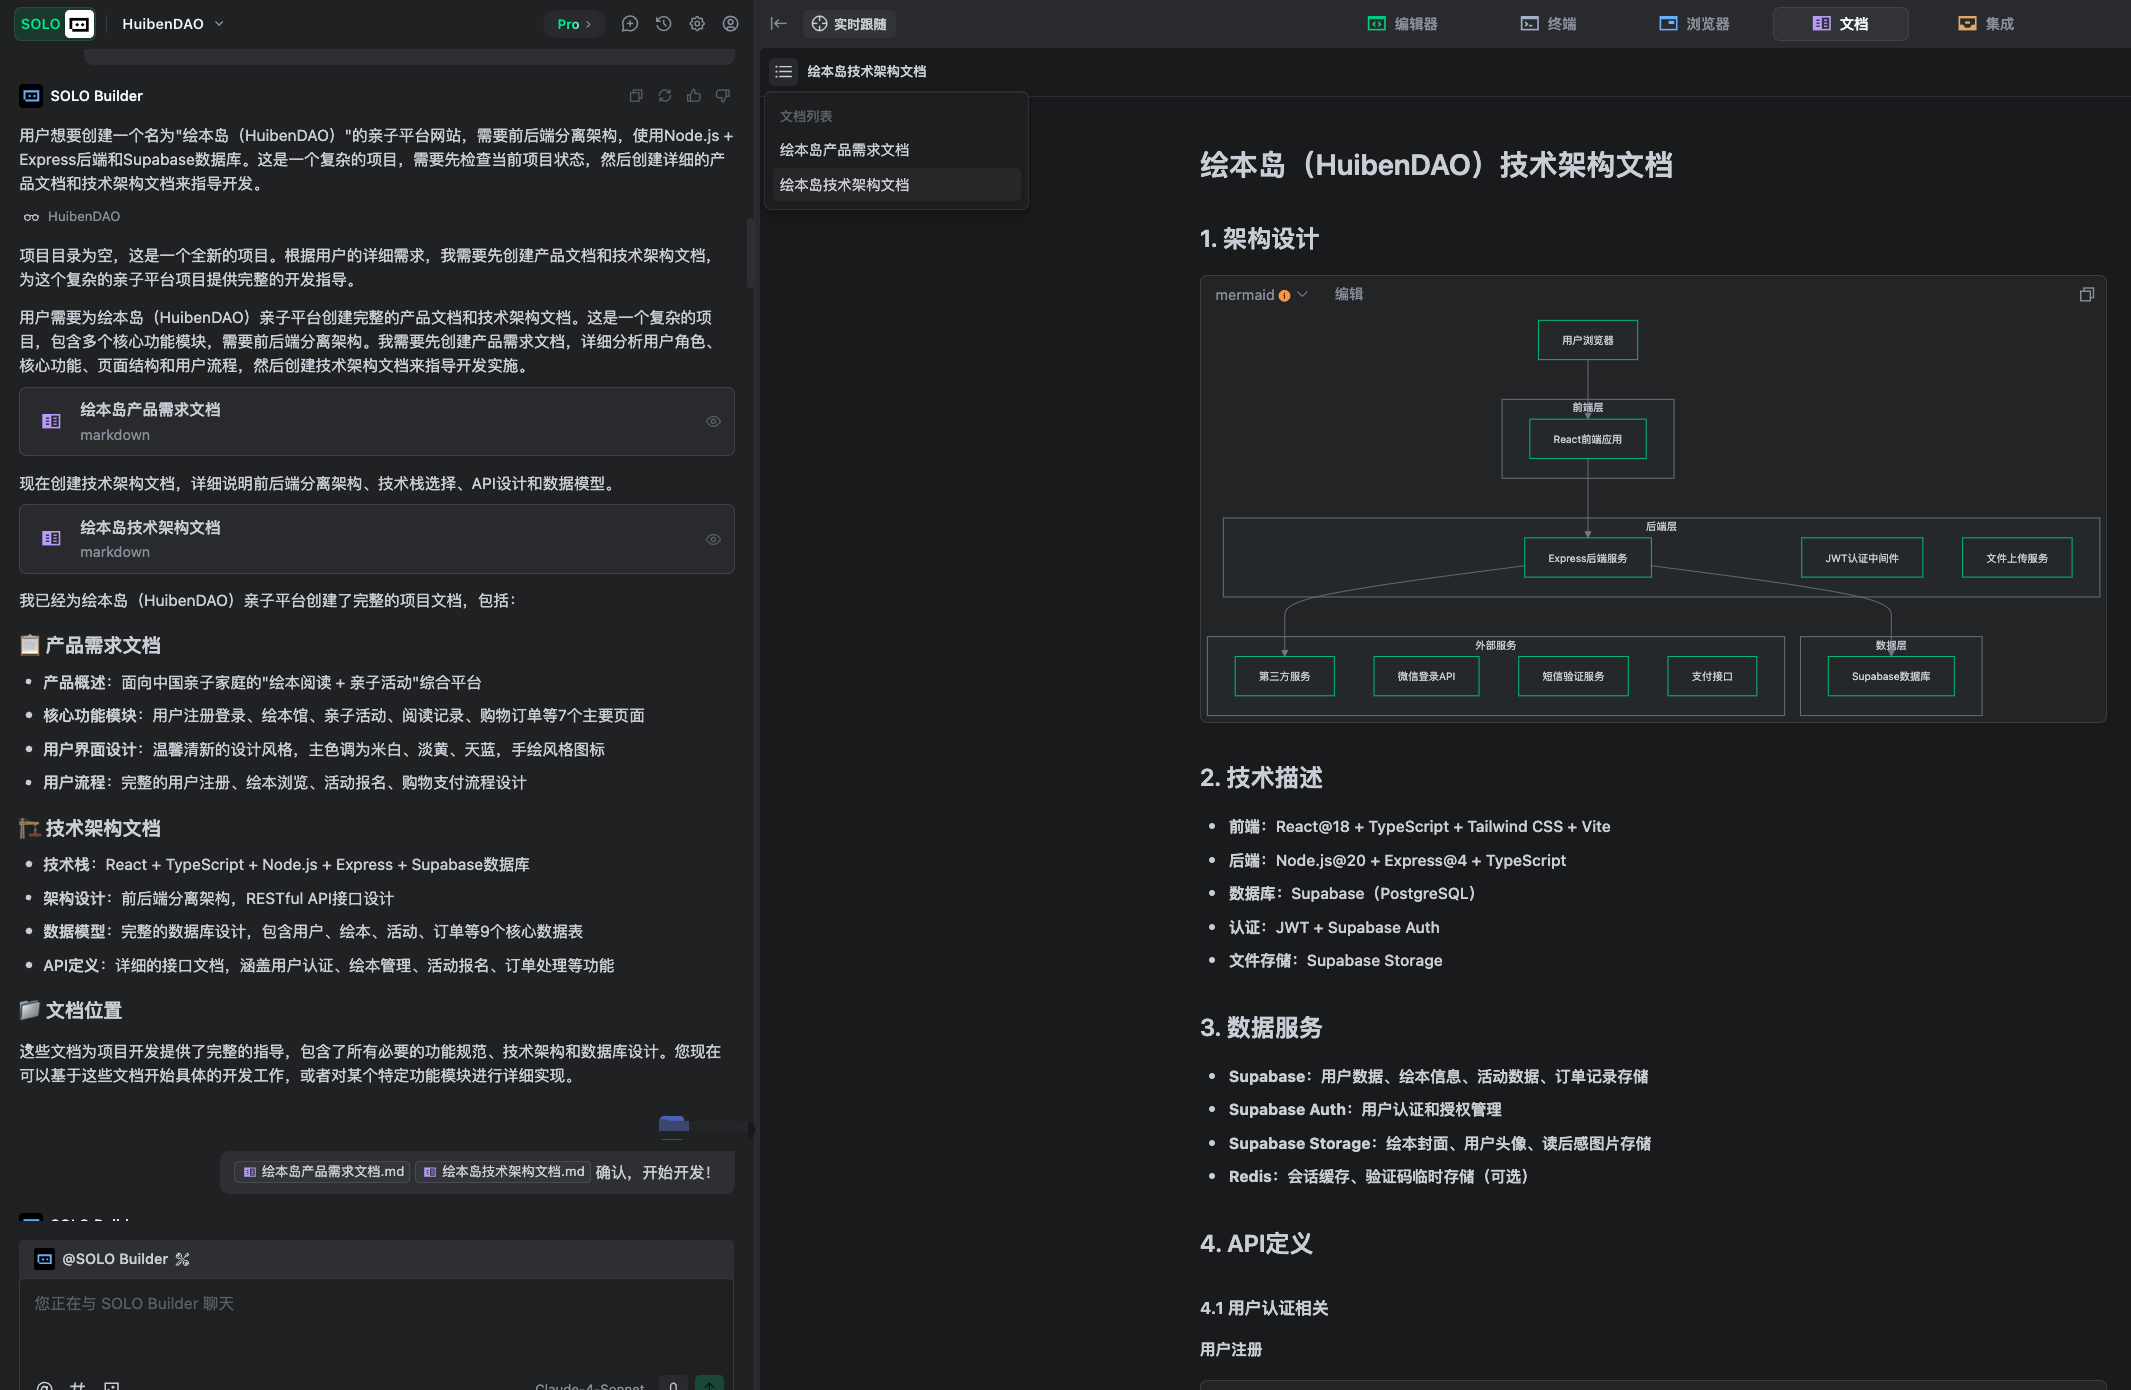 SOLO
HuibenDAO
Pro
SOLO Builder
用户想要创建一个名为"绘本岛（HuibenDAO）"的亲子平台网站，需要前后端分离架构，使用Node.js +
Express后端和Supabase数据库。这是一个复杂的项目，需要先检查当前项目状态，然后创建详细的产
品文档和技术架构文档来指导开发。
HuibenDAO
项目目录为空，这是一个全新的项目。根据用户的详细需求，我需要先创建产品文档和技术架构文档，
为这个复杂的亲子平台项目提供完整的开发指导。
用户需要为绘本岛（HuibenDAO）亲子平台创建完整的产品文档和技术架构文档。这是一个复杂的项
目，包含多个核心功能模块，需要前后端分离架构。我需要先创建产品需求文档，详细分析用户角色、
核心功能、页面结构和用户流程，然后创建技术架构文档来指导开发实施。
绘本岛产品需求文档
markdown
现在创建技术架构文档，详细说明前后端分离架构、技术栈选择、API设计和数据模型。
绘本岛技术架构文档
markdown
我已经为绘本岛（HuibenDAO）亲子平台创建了完整的项目文档，包括：
📋 产品需求文档
• 产品概述：面向中国亲子家庭的"绘本阅读 + 亲子活动"综合平台
• 核心功能模块：用户注册登录、绘本馆、亲子活动、阅读记录、购物订单等7个主要页面
• 用户界面设计：温馨清新的设计风格，主色调为米白、淡黄、天蓝，手绘风格图标
• 用户流程：完整的用户注册、绘本浏览、活动报名、购物支付流程设计
🏗️ 技术架构文档
• 技术栈：React + TypeScript + Node.js + Express + Supabase数据库
• 架构设计：前后端分离架构，RESTful API接口设计
• 数据模型：完整的数据库设计，包含用户、绘本、活动、订单等9个核心数据表
• API定义：详细的接口文档，涵盖用户认证、绘本管理、活动报名、订单处理等功能
📁 文档位置
这些文档为项目开发提供了完整的指导，包含了所有必要的功能规范、技术架构和数据库设计。您现在
可以基于这些文档开始具体的开发工作，或者对某个特定功能模块进行详细实现。
绘本岛产品需求文档.md 绘本岛技术架构文档.md 确认，开始开发！
@SOLO Builder
您正在与 SOLO Builder 聊天
Claude-4-Sonnet
实时跟随
编辑器
终端
浏览器
文档
集成
绘本岛技术架构文档
文档列表
绘本岛产品需求文档
绘本岛技术架构文档
绘本岛（HuibenDAO）技术架构文档
1. 架构设计
mermaid 编辑
用户浏览器
前端层
React前端应用
后端层
Express后端服务 JWT认证中间件 文件上传服务
外部服务 数据层
第三方服务 微信登录API 短信验证服务 支付接口 Supabase数据库
2. 技术描述
• 前端：React@18 + TypeScript + Tailwind CSS + Vite
• 后端：Node.js@20 + Express@4 + TypeScript
• 数据库：Supabase（PostgreSQL）
• 认证：JWT + Supabase Auth
• 文件存储：Supabase Storage
3. 数据服务
• Supabase：用户数据、绘本信息、活动数据、订单记录存储
• Supabase Auth：用户认证和授权管理
• Supabase Storage：绘本封面、用户头像、读后感图片存储
• Redis：会话缓存、验证码临时存储（可选）
4. API定义
4.1 用户认证相关
用户注册